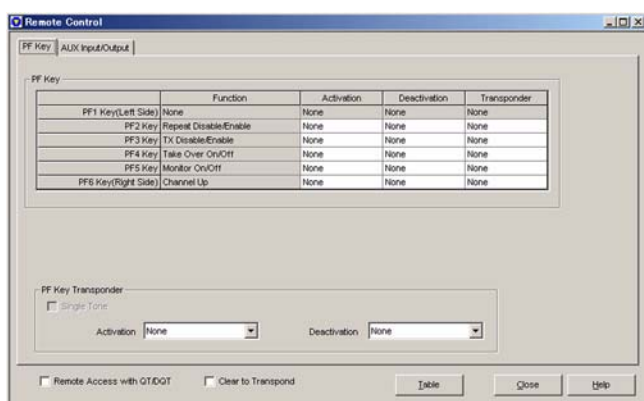 Remote Control
PF Key AUX Input/Output
PF Key
Function Activation Deactivation Transponder
PF1 Key(Left Side) None None None None
PF2 Key Repeat Disable/Enable None None None
PF3 Key TX Disable/Enable None None None
PF4 Key Take Over On/Off None None None
PF5 Key Monitor On/Off None None None
PF6 Key(Right Side) Channel Up None None None
PF Key Transponder
Single Tone
Activation None Deactivation None
Remote Access with QT/DQT Clear to Transpond Table Close Help